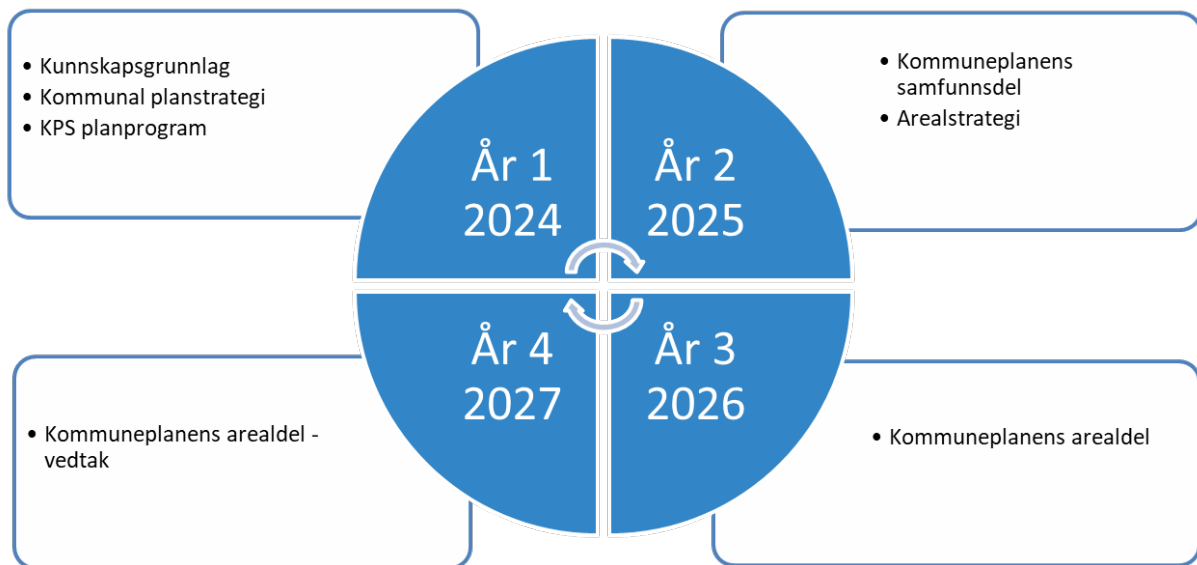 • Kunnskapsgrunnlag
• Kommunal planstrategi
• KPS planprogram
År 1
2024
• Kommuneplanens
samfunnsdel
• Arealstrategi
År 2
2025
• Kommuneplanens arealdel
År 3
2026
• Kommuneplanens arealdel -
vedtak
År 4
2027